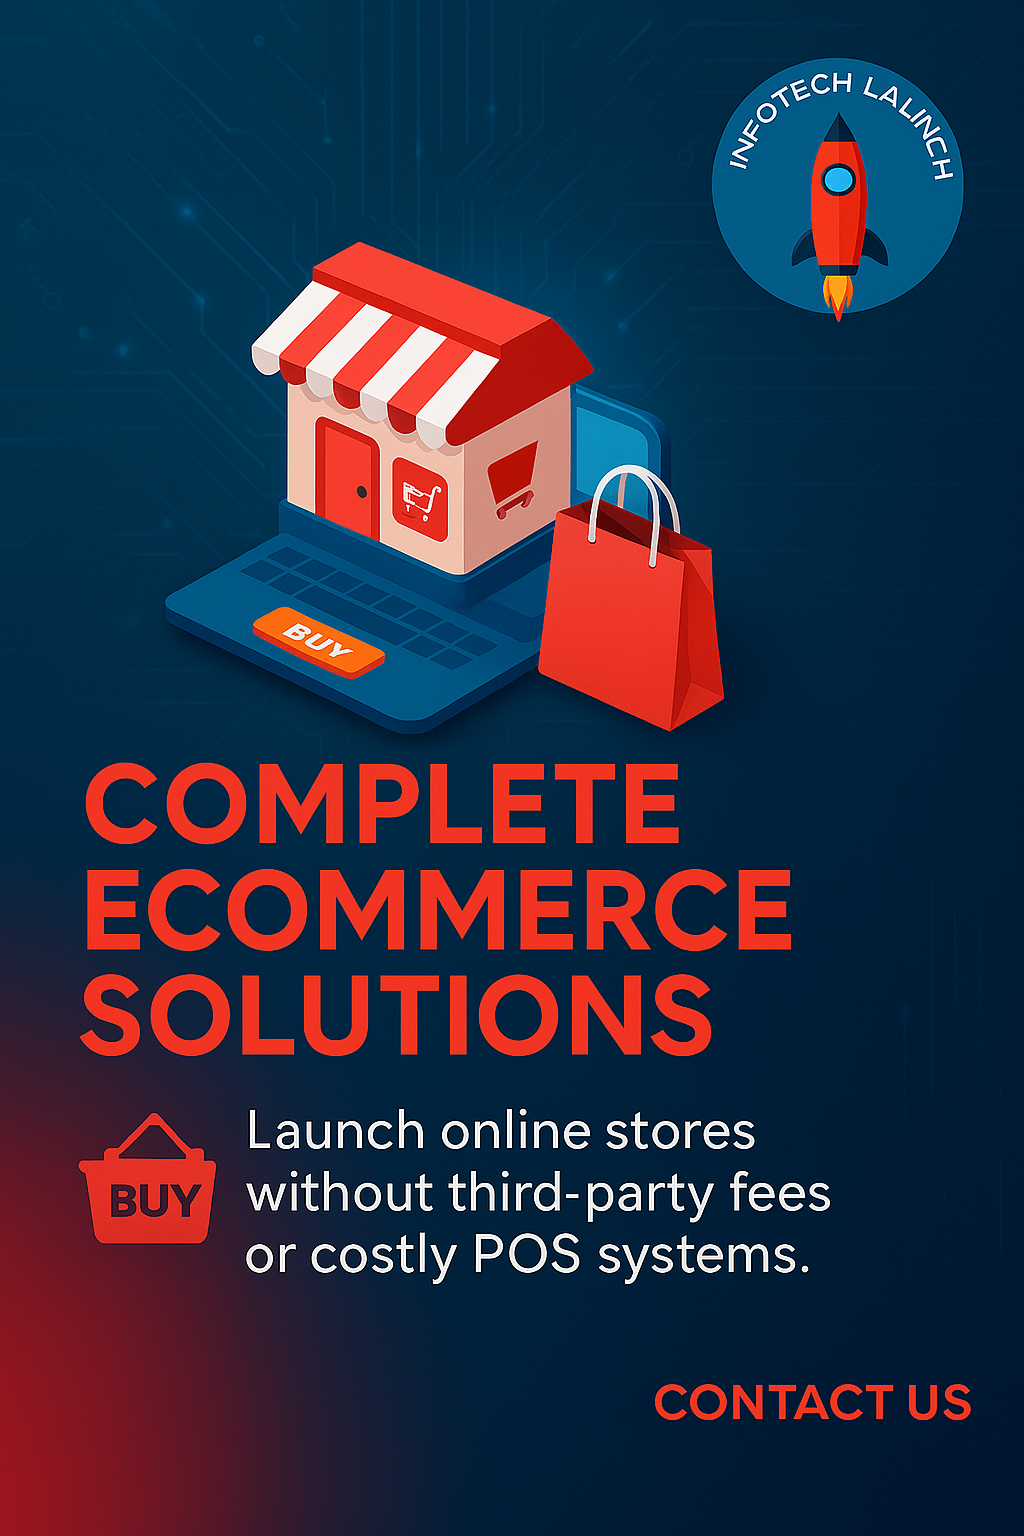 INFOTECH LALINCH
BUY
COMPLETE
ECOMMERCE
SOLUTIONS
BUY
Launch online stores
without third-party fees
or costly POS systems.
CONTACT US